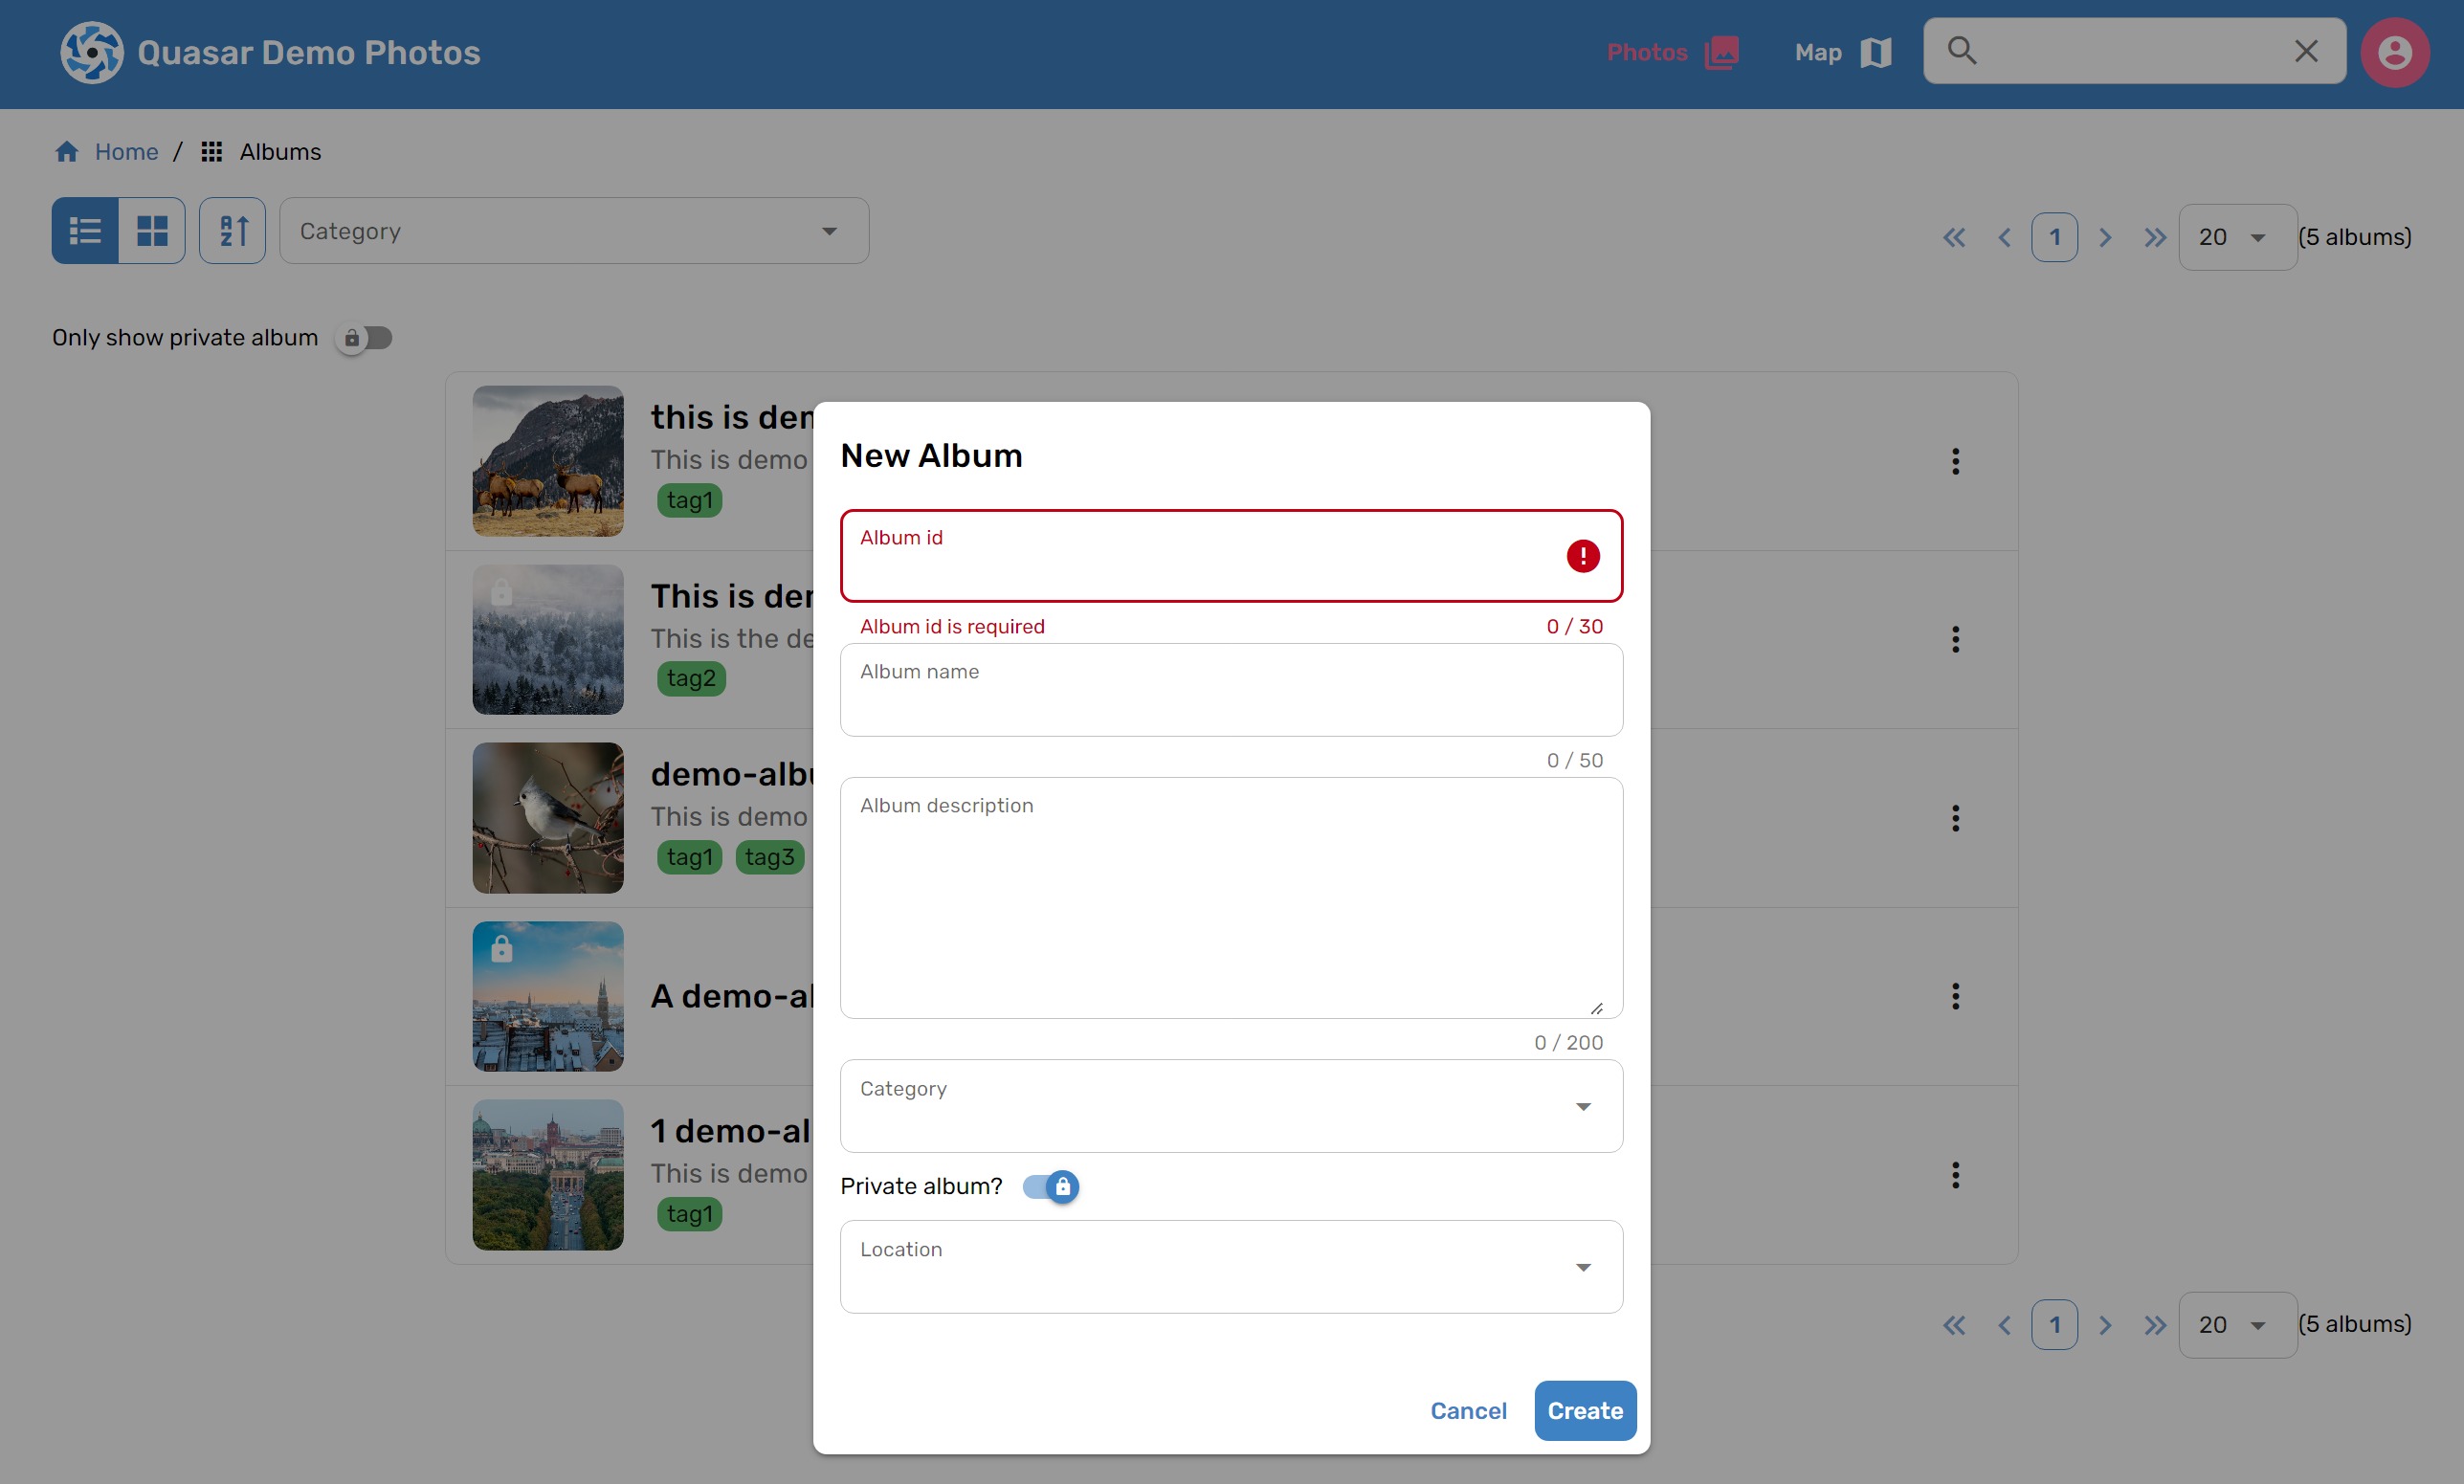 Quasar Demo Photos
Photos
Map
Home / Albums
Category
1
20
(5 albums)
Only show private album
this is dem
This is demo
tag1
This is der
This is the de
tag2
demo-albu
This is demo
tag1 tag3
A demo-al
1 demo-al
This is demo
tag1
New Album
Album id
Album id is required
0 / 30
Album name
0 / 50
Album description
0 / 200
Category
Private album?
Location
Cancel
Create
1
20
(5 albums)